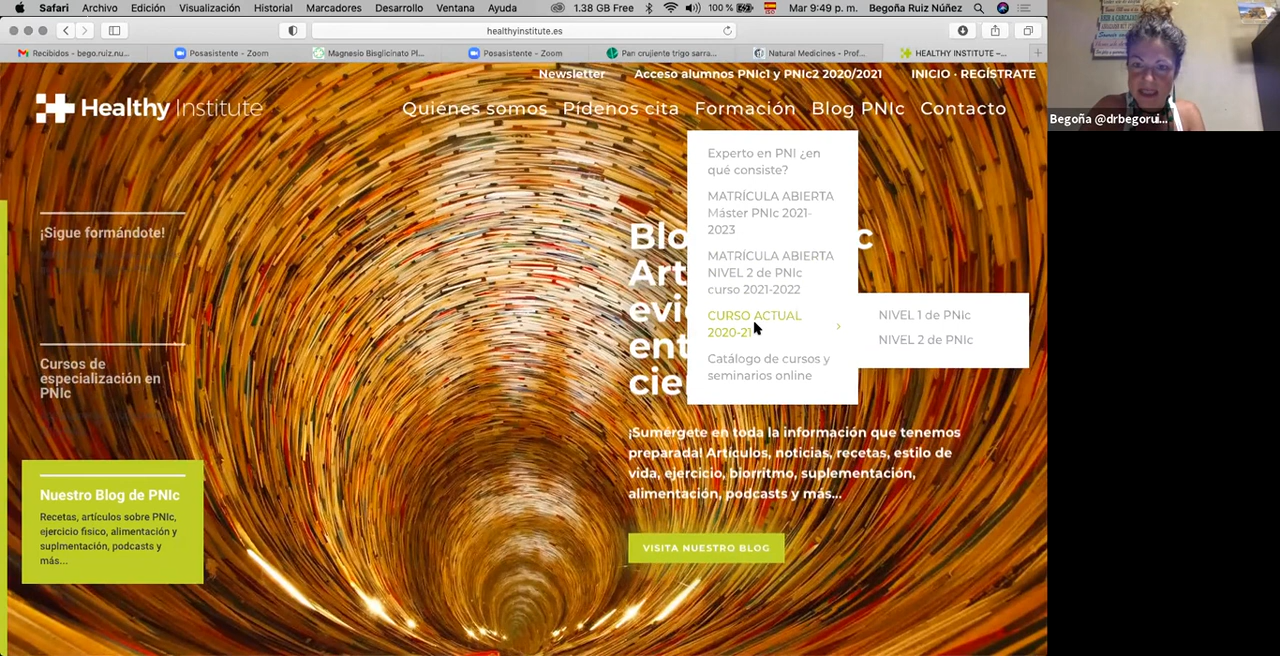 Safari Archivo Edición Visualización Historial Marcadores Desarrollo Ventana Ayuda 1.38 GB Free 100 % Mar 9:49 p. m. Begoña Ruiz Núñez
healthyinstitute.es
Recibidos - bego.ruiz.nu... Posasistente - Zoom Magnesio Bisglicinato Pl... Posasistente - Zoom Pan crujiente trigo sarra... Natural Medicines - Prof... HEALTHY INSTITUTE –...
Newsletter Acceso alumnos PNIc1 y PNIc2 2020/2021 INICIO · REGÍSTRATE
Healthy Institute
Quiénes somos Pídenos cita Formación Blog PNIc Contacto
Experto en PNI ¿en
qué consiste?
MATRÍCULA ABIERTA
Máster PNIc 2021-
2023
MATRÍCULA ABIERTA
NIVEL 2 de PNIc
curso 2021-2022
CURSO ACTUAL
2020-21
Catálogo de cursos y
seminarios online
NIVEL 1 de PNIc
NIVEL 2 de PNIc
¡Sigue formándote!
Cursos de
especialización en
PNIc
Nuestro Blog de PNIc
Recetas, artículos sobre PNIc,
ejercicio físico, alimentación y
suplmentación, podcasts y
más...
¡Sumérgete en toda la información que tenemos
preparada! Artículos, noticias, recetas, estilo de
vida, ejercicio, biorritmo, suplementación,
alimentación, podcasts y más...
VISITA NUESTRO BLOG
Begoña @drbegorui...